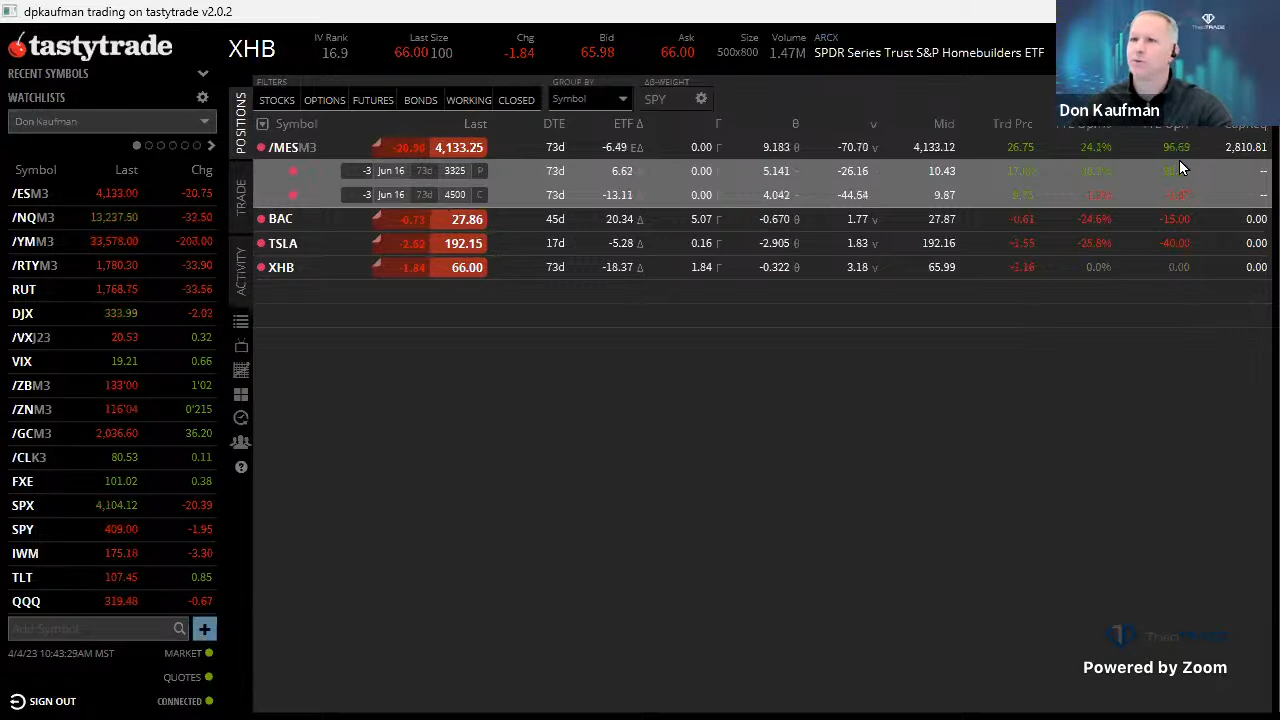 dpkaufman trading on tastytrade v2.0.2
tastytrade
RECENT SYMBOLS
WATCHLISTS
Don Kaufman
Symbol Last Chg
/ESM3 4,133.00 -20.75
/NQM3 13,237.50 -32.50
/YMM3 33,578.00 -203.00
/RTYM3 1,780.30 -33.90
RUT 1,768.75 -33.56
DJX 333.99 -2.03
/VXJ23 20.53 0.32
VIX 19.21 0.66
/ZBM3 133'00 1'02
/ZNM3 116'04 0'215
/GCM3 2,036.60 36.20
/CLK3 80.53 0.11
FXE 101.02 0.38
SPX 4,104.12 -20.39
SPY 409.00 -1.95
IWM 175.18 -3.30
TLT 107.45 0.85
QQQ 319.48 -0.67
Add Symbol
4/4/23 10:43:29AM MST MARKET
QUOTES
SIGN OUT CONNECTED
XHB
IV Rank Last Size Chg Bid Ask Size Volume ARCX
16.9 66.00 100 -1.84 65.98 66.00 500x800 1.47M SPDR Series Trust S&P Homebuilders ETF
FILTERS GROUP BY Δβ-WEIGHT
STOCKS OPTIONS FUTURES BONDS WORKING CLOSED Symbol SPY
POSITIONS
TRADE
ACTIVITY
Symbol Last DTE ETF Δ Γ θ ν Mid Trd Prc
/MESM3 -20.90 4,133.25 73d -6.49 EΔ 0.00 Γ 9.183 θ -70.70 v 4,133.12 26.75 24.1% 96.69 2,810.81
-3 Jun 16 73d 3325 P 73d 6.62 0.00 5.141 -26.16 10.43 --
-3 Jun 16 73d 4500 C 73d -13.11 0.00 4.042 -44.54 9.87 --
BAC -0.73 27.86 45d 20.34 Δ 5.07 Γ -0.670 θ 1.77 v 27.87 -0.61 -24.6% -15.00 0.00
TSLA -2.62 192.15 17d -5.28 Δ 0.16 Γ -2.905 θ 1.83 v 192.16 -1.55 -25.8% -40.00 0.00
XHB -1.84 66.00 73d -18.37 Δ 1.84 Γ -0.322 θ 3.18 v 65.99 -1.16 0.0% 0.00 0.00
Don Kaufman
TheoTRADE
Powered by Zoom